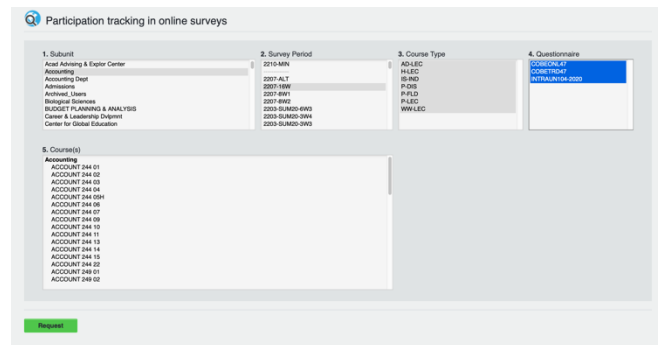 Participation tracking in online surveys
1. Subunit
Acad Advising & Explor Center
Accounting
Accounting Dept
Admissions
Archived_Users
Biological Sciences
BUDGET PLANNING & ANALYSIS
Career & Leadership Dvlpmnt
Center for Global Education
2. Survey Period
2210-MIN
2207-ALT
2207-16W
2207-8W1
2207-8W2
2203-SUM20-6W3
2203-SUM20-3W4
2203-SUM20-3W3
3. Course Type
AD-LEC
H-LEC
IS-IND
P-DIS
P-FLD
P-LEC
WW-LEC
4. Questionnaire
COBEONL47
COBETRD47
INTRAUN104-2020
5. Course(s)
Accounting
ACCOUNT 244 01
ACCOUNT 244 02
ACCOUNT 244 03
ACCOUNT 244 04
ACCOUNT 244 05H
ACCOUNT 244 06
ACCOUNT 244 07
ACCOUNT 244 09
ACCOUNT 244 10
ACCOUNT 244 11
ACCOUNT 244 13
ACCOUNT 244 14
ACCOUNT 244 15
ACCOUNT 244 22
ACCOUNT 249 01
ACCOUNT 249 02
Request